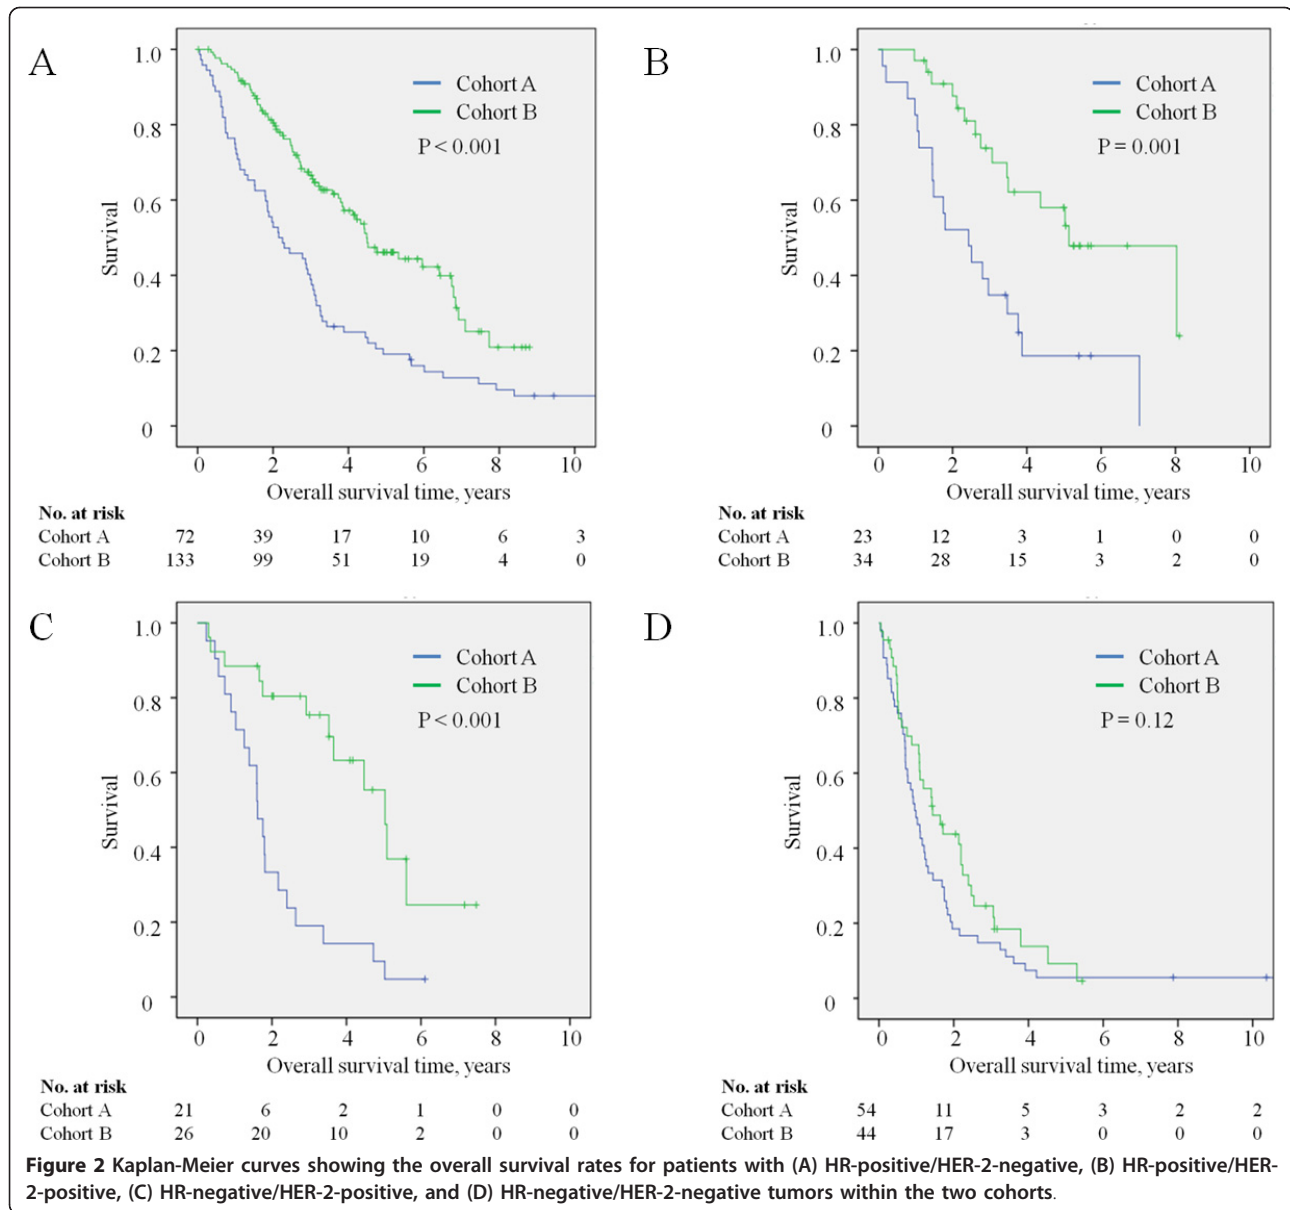 A
1.0
0.8
0.6
0.4
0.2
0
Survival
Cohort A
Cohort B
P < 0.001
0 2 4 6 8 10
Overall survival time, years
No. at risk
Cohort A 72 39 17 10 6 3
Cohort B 133 99 51 19 4 0
B
1.0
0.8
0.6
0.4
0.2
0
Survival
Cohort A
Cohort B
P = 0.001
0 2 4 6 8 10
Overall survival time, years
No. at risk
Cohort A 23 12 3 1 0 0
Cohort B 34 28 15 3 2 0
C
1.0
0.8
0.6
0.4
0.2
0
Survival
Cohort A
Cohort B
P < 0.001
0 2 4 6 8 10
Overall survival time, years
No. at risk
Cohort A 21 6 2 1 0 0
Cohort B 26 20 10 2 0 0
D
1.0
0.8
0.6
0.4
0.2
0
Survival
Cohort A
Cohort B
P = 0.12
0 2 4 6 8 10
Overall survival time, years
No. at risk
Cohort A 54 11 5 3 2 2
Cohort B 44 17 3 0 0 0
Figure 2 Kaplan-Meier curves showing the overall survival rates for patients with (A) HR-positive/HER-2-negative, (B) HR-positive/HER-
2-positive, (C) HR-negative/HER-2-positive, and (D) HR-negative/HER-2-negative tumors within the two cohorts.